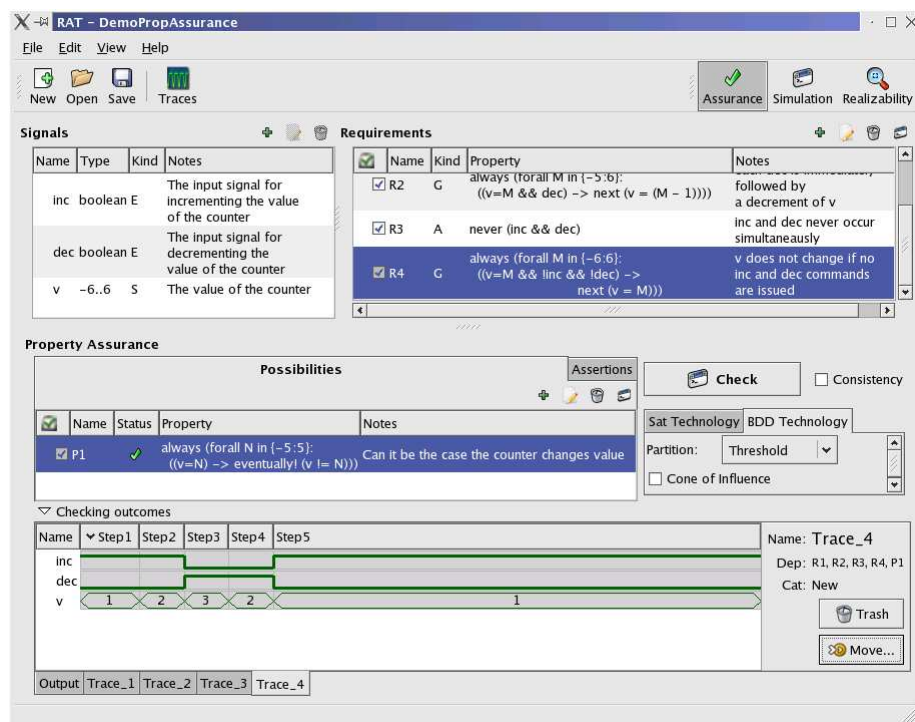 RAT - DemoPropAssurance
File Edit View Help
New Open Save Traces Assurance Simulation Realizability
Signals
Name Type Kind Notes
inc boolean E The input signal for
incrementing the value
of the counter
dec boolean E The input signal for
decrementing the
value of the counter
v -6..6 S The value of the counter
Requirements
Name Kind Property Notes
R2 G always (forall M in {-5:6}:
((v=M && dec) -> next (v = (M - 1))))
followed by
a decrement of v
R3 A never (inc && dec)
inc and dec never occur
simultaneausly
R4 G always (forall M in {-6:6}:
((v=M && !inc && !dec) ->
next (v = M)))
v does not change if no
inc and dec commands
are issued
Property Assurance
Possibilities Assertions
Name Status Property Notes
P1 always (forall N in {-5:5}:
((v=N) -> eventually! (v != N)))
Can it be the case the counter changes value
Check Consistency
Sat Technology BDD Technology
Partition: Threshold
Cone of Influence
Checking outcomes
Name Step1 Step2 Step3 Step4 Step5
inc
dec
v 1 2 3 2 1
Name: Trace_4
Dep: R1, R2, R3, R4, P1
Cat: New
Trash
Move...
Output Trace_1 Trace_2 Trace_3 Trace_4